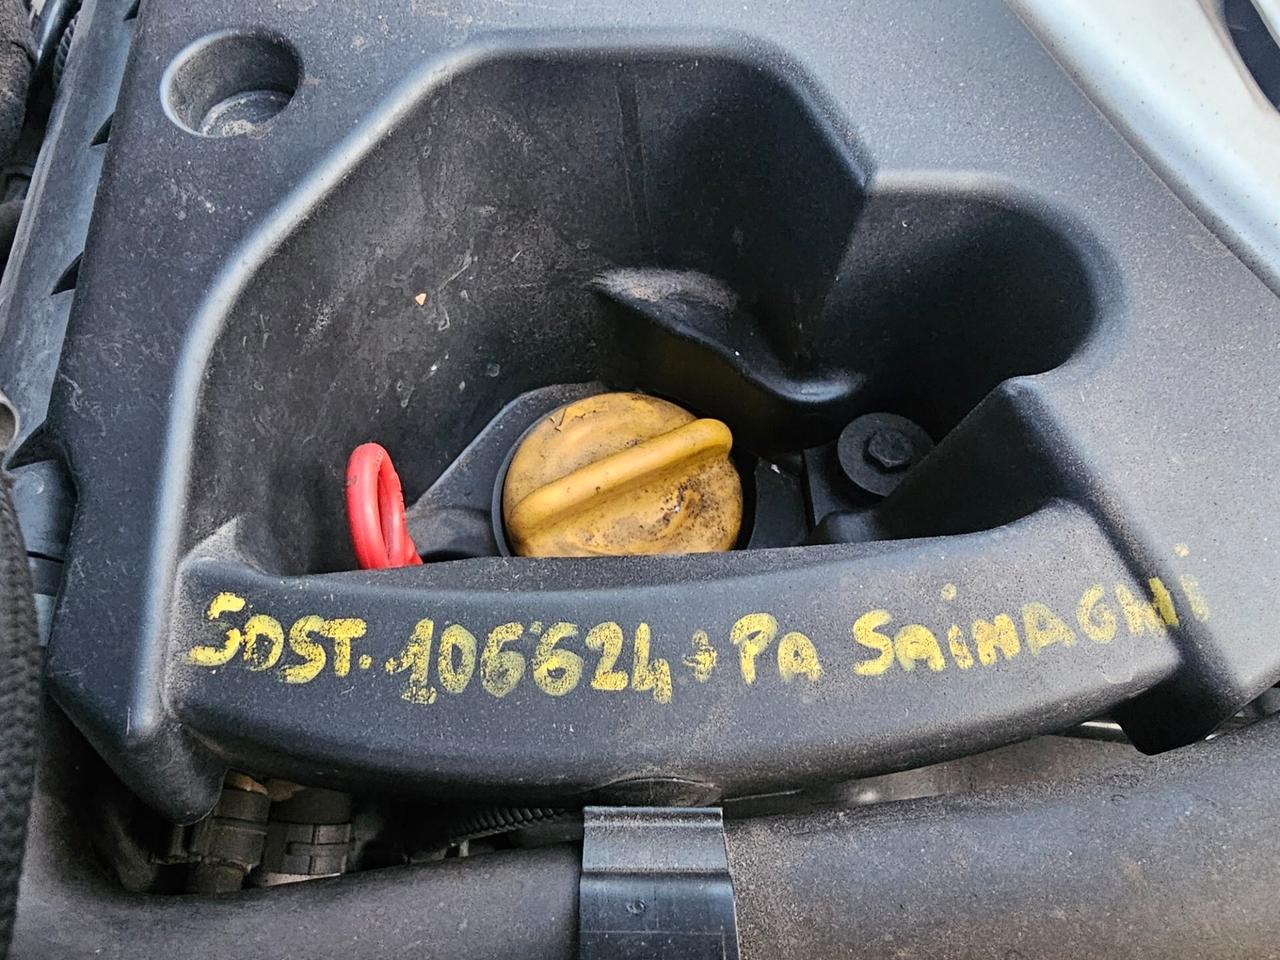 SOST. 106624 + PA SAiNAGHi